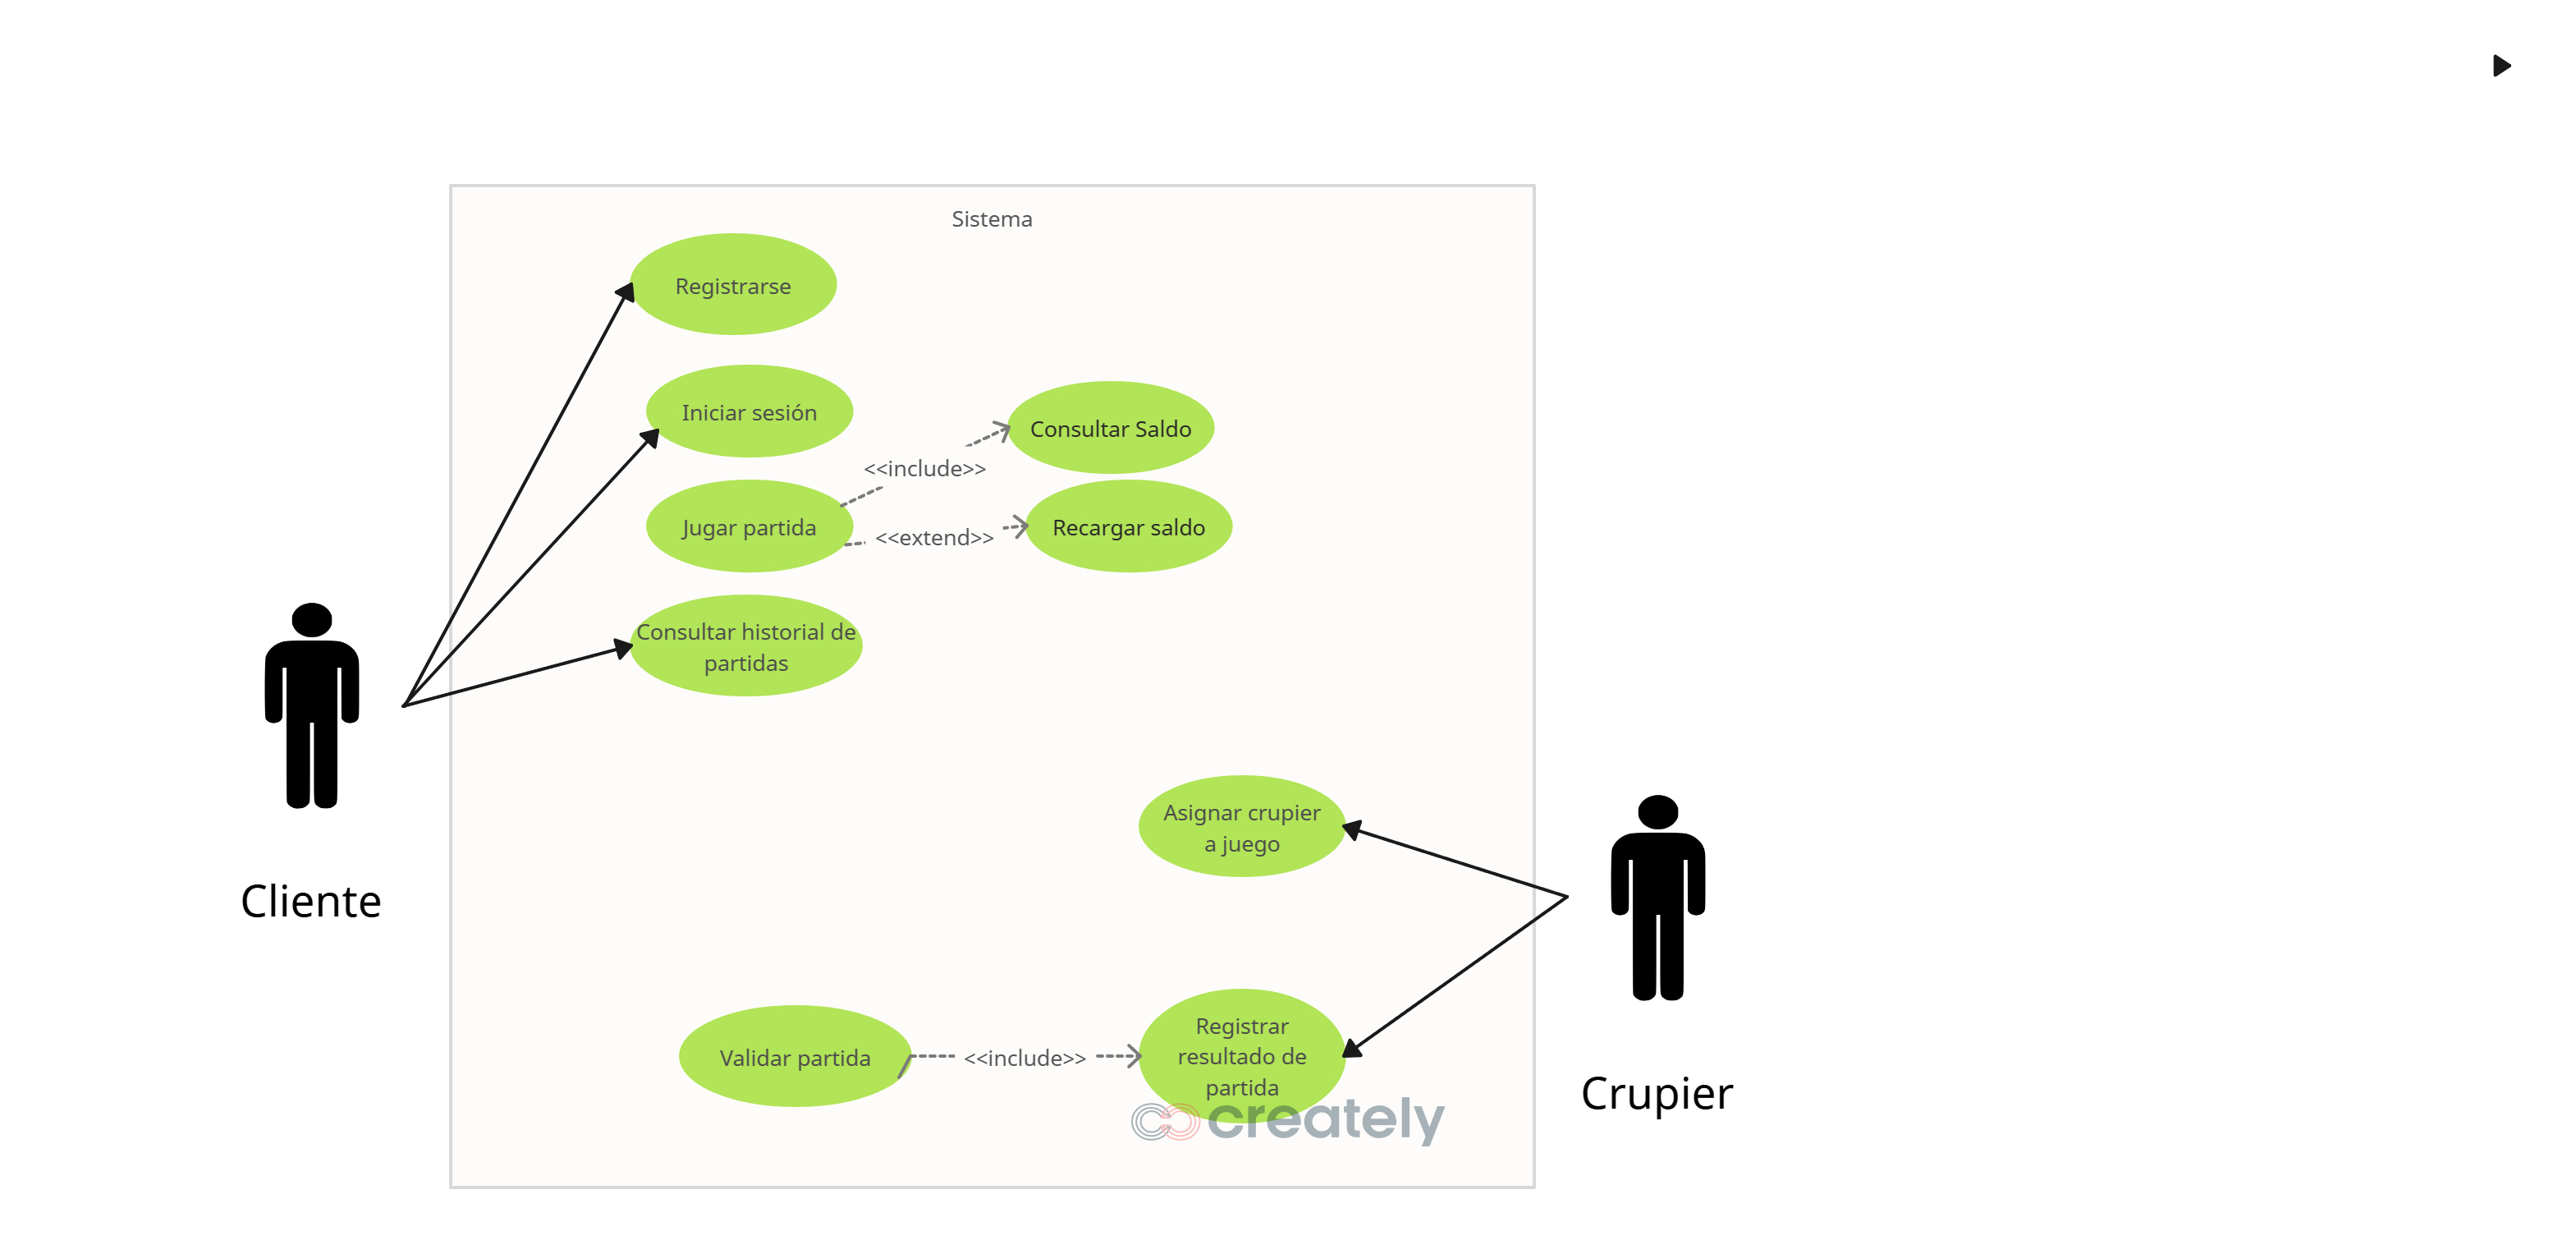 Sistema
Registrarse
Iniciar sesión
Consultar Saldo
<<include>>
Jugar partida
<<extend>>
Recargar saldo
Consultar historial de
partidas
Cliente
Asignar crupier
a juego
Validar partida
<<include>>
Registrar
resultado de
partida
Crupier
creately